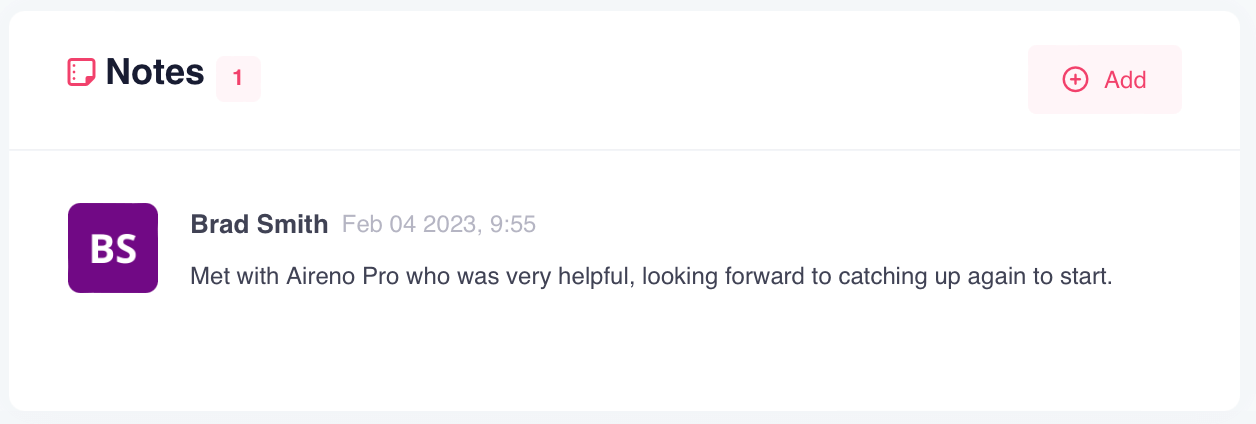 Notes 1
Add
BS
Brad Smith Feb 04 2023, 9:55
Met with Aireno Pro who was very helpful, looking forward to catching up again to start.